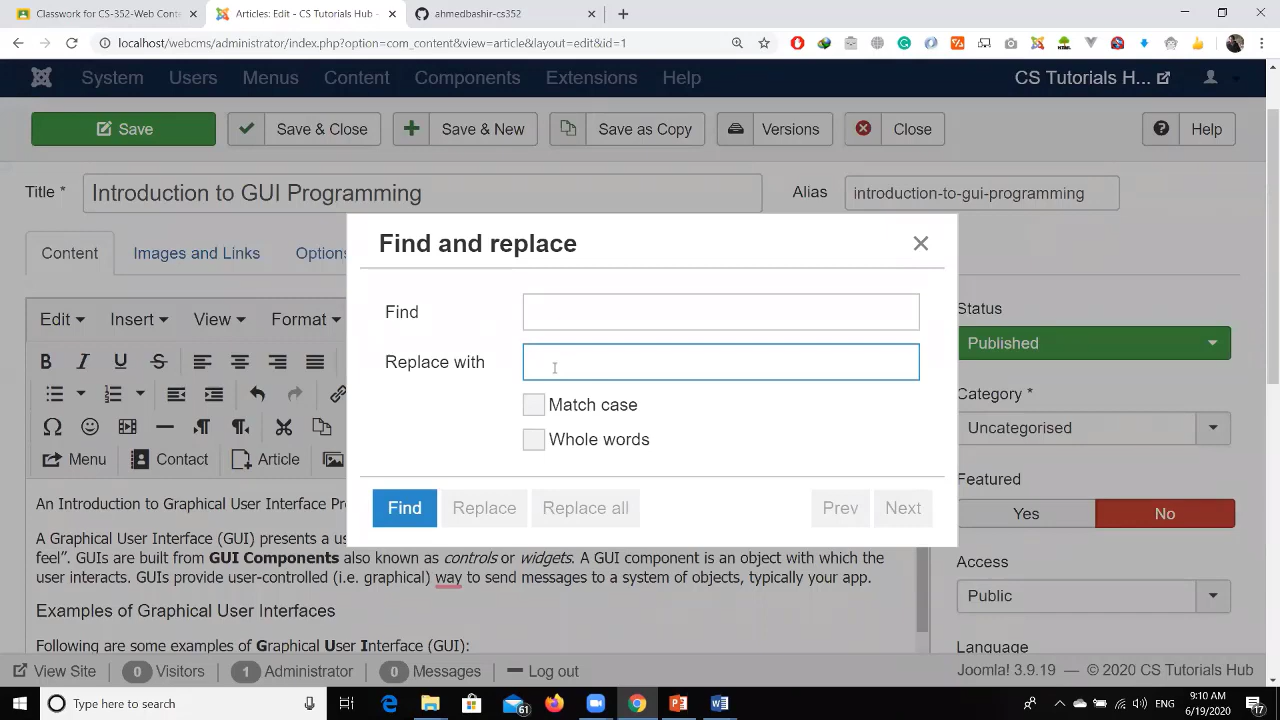 Classwork for CS-352-Web Cont
Articles: Edit - CS Tutorials Hub -
ahmedbashir-cs352
localhost/webcms/administrator/index.php?option=com_content&view=article&layout=edit&id=1
System Users Menus Content Components Extensions Help CS Tutorials H...
Save Save & Close Save & New Save as Copy Versions Close Help
Title * Introduction to GUI Programming Alias introduction-to-gui-programming
Content Images and Links Options
Find and replace
Find
Replace with
Match case
Whole words
Find Replace Replace all Prev Next
Edit Insert View Format
Menu Contact Article
An Introduction to Graphical User Interface Pr
A Graphical User Interface (GUI) presents a us
feel”. GUIs are built from GUI Components also known as controls or widgets. A GUI component is an object with which the
user interacts. GUIs provide user-controlled (i.e. graphical) way to send messages to a system of objects, typically your app.
Examples of Graphical User Interfaces
Following are some examples of Graphical User Interface (GUI):
Status
Published
Category *
Uncategorised
Featured
Yes No
Access
Public
Language
View Site 0 Visitors 1 Administrator 0 Messages Log out Joomla! 3.9.19 — © 2020 CS Tutorials Hub
Type here to search
61
ENG
9:10 AM
6/19/2020
17